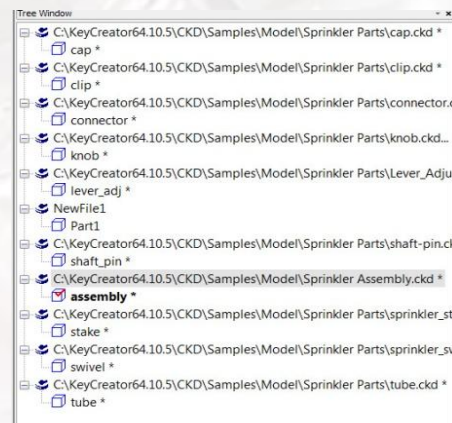 Tree Window
C:\KeyCreator64.10.5\CKD\Samples\Model\Sprinkler Parts\cap.ckd *
cap *
C:\KeyCreator64.10.5\CKD\Samples\Model\Sprinkler Parts\clip.ckd *
clip *
C:\KeyCreator64.10.5\CKD\Samples\Model\Sprinkler Parts\connector.c
connector *
C:\KeyCreator64.10.5\CKD\Samples\Model\Sprinkler Parts\knob.ckd...
knob *
C:\KeyCreator64.10.5\CKD\Samples\Model\Sprinkler Parts\Lever_Adju
lever_adj *
NewFile1
Part1
C:\KeyCreator64.10.5\CKD\Samples\Model\Sprinkler Parts\shaft-pin.ck
shaft_pin *
C:\KeyCreator64.10.5\CKD\Samples\Model\Sprinkler Assembly.ckd *
assembly *
C:\KeyCreator64.10.5\CKD\Samples\Model\Sprinkler Parts\sprinkler_st
stake *
C:\KeyCreator64.10.5\CKD\Samples\Model\Sprinkler Parts\sprinkler_sv
swivel *
C:\KeyCreator64.10.5\CKD\Samples\Model\Sprinkler Parts\tube.ckd *
tube *